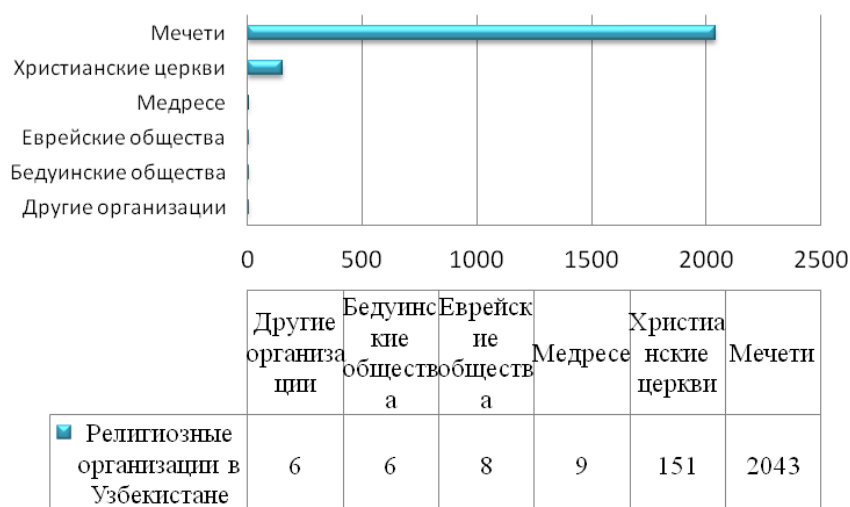 Мечети
Христианские церкви
Медресе
Еврейские общества
Бедуинские общества
Другие организации
0 500 1000 1500 2000 2500
Другие
организа
ции
Бедуинс
кие
обществ
а
Еврейск
ие
обществ
а
Медресе
Христиа
нские
церкви
Мечети
Религиозные
организации в
Узбекистане
6 6 8 9 151 2043